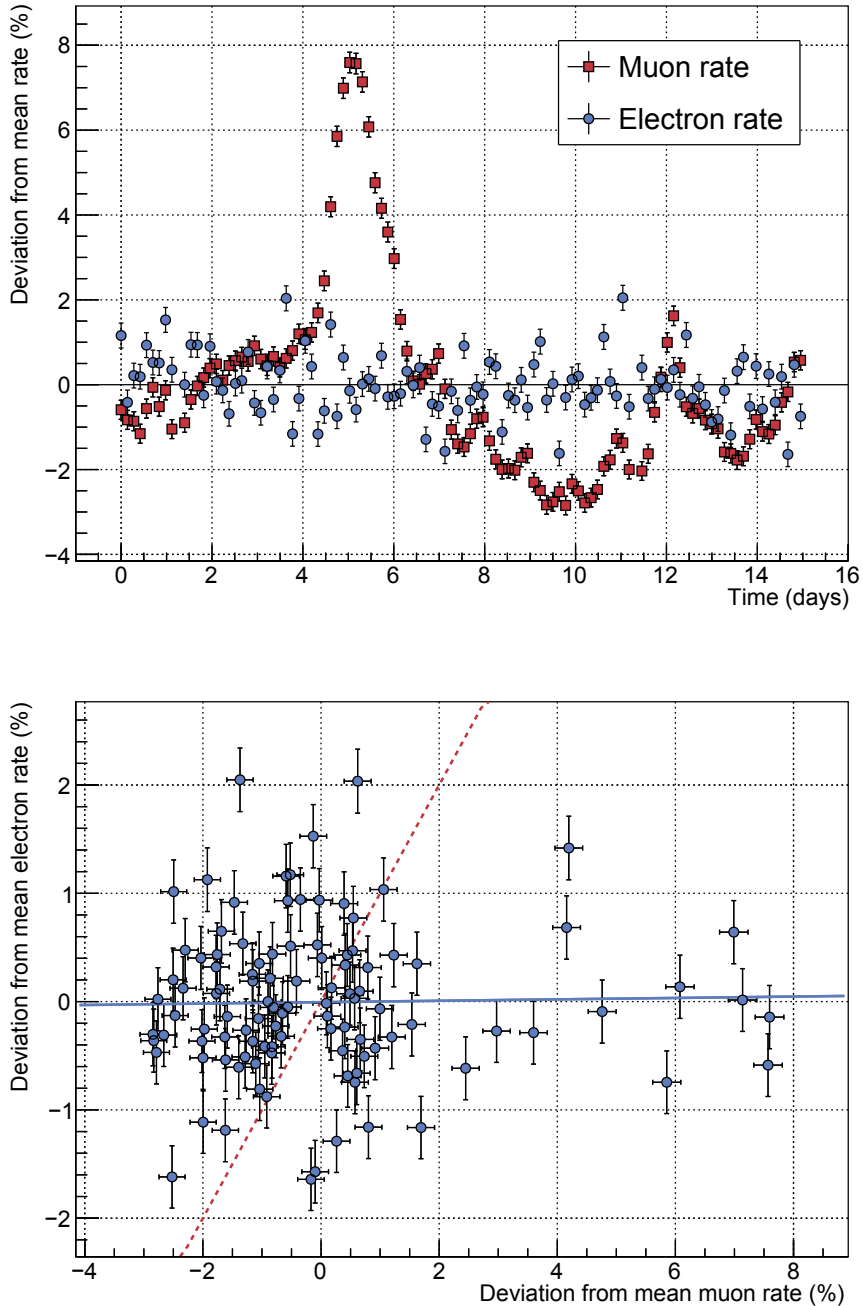 Deviation from mean rate (%)
8
6
4
2
0
−2
−4
Muon rate
Electron rate
0 2 4 6 8 10 12 14 16
Time (days)
Deviation from mean electron rate (%)
2
1
0
−1
−2
−4 −2 0 2 4 6 8
Deviation from mean muon rate (%)